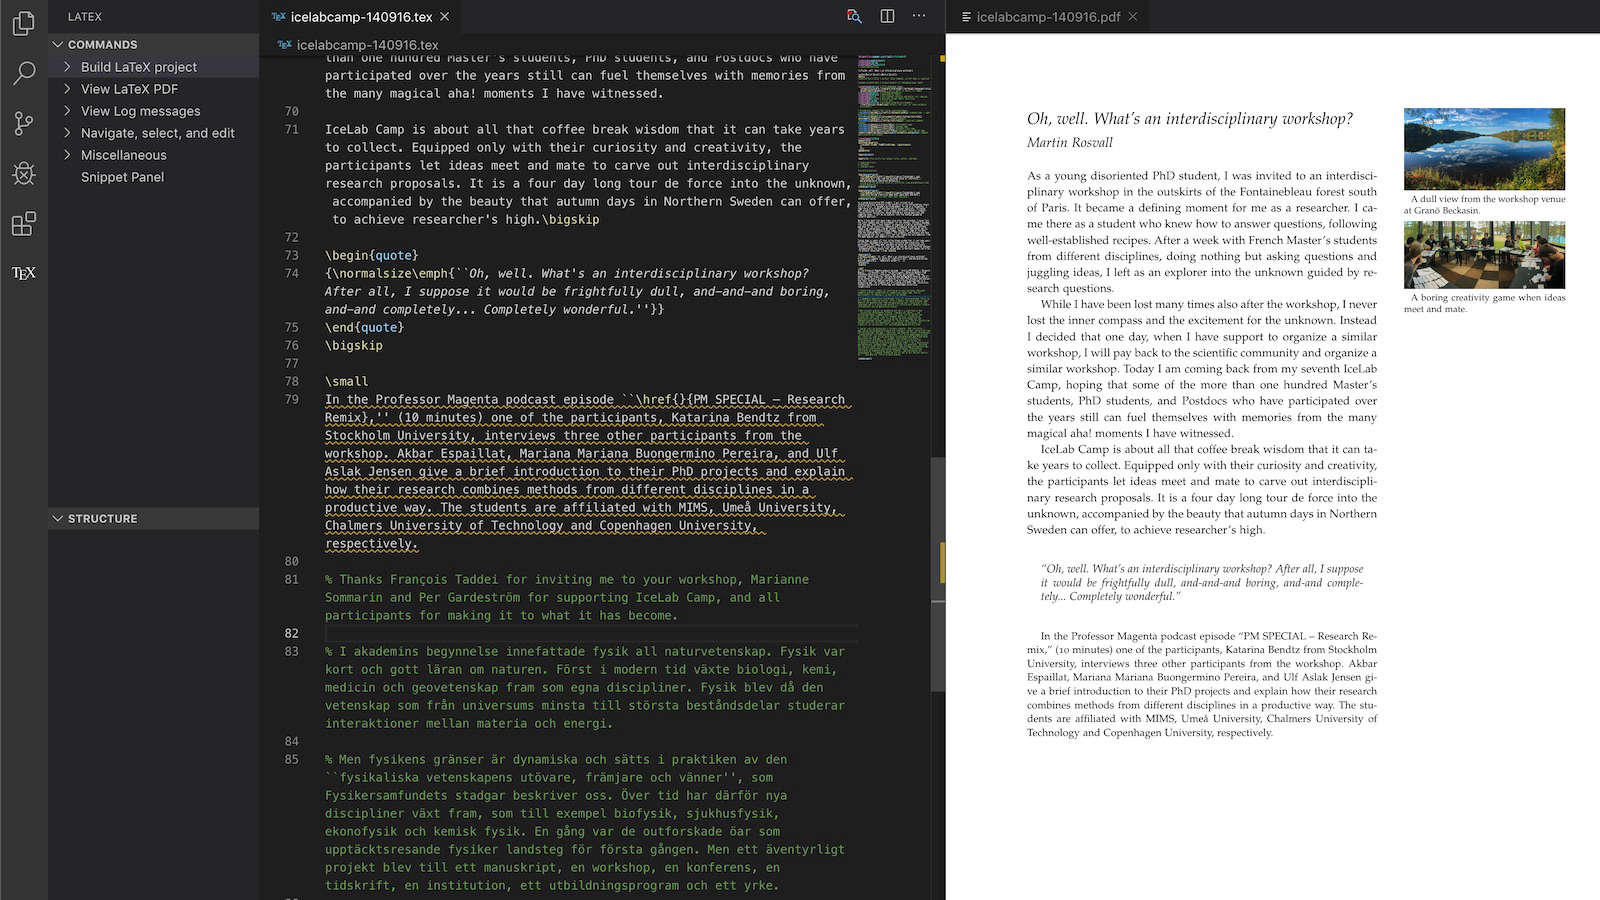 LATEX
COMMANDS
Build LaTeX project
View LaTeX PDF
View Log messages
Navigate, select, and edit
Miscellaneous
Snippet Panel
STRUCTURE
TEX
TEX icelabcamp-140916.tex
TEX icelabcamp-140916.tex
than one hundred Master's students, PhD students, and Postdocs who have
participated over the years still can fuel themselves with memories from
the many magical aha! moments I have witnessed.
70
71 IceLab Camp is about all that coffee break wisdom that it can take years
to collect. Equipped only with their curiosity and creativity, the
participants let ideas meet and mate to carve out interdisciplinary
research proposals. It is a four day long tour de force into the unknown,
accompanied by the beauty that autumn days in Northern Sweden can offer,
to achieve researcher's high.\bigskip
72
73 \begin{quote}
74 {\normalsize\emph{``Oh, well. What's an interdisciplinary workshop?
After all, I suppose it would be frightfully dull, and—and—and boring,
and—and completely... Completely wonderful.''}}
75 \end{quote}
76 \bigskip
77
78 \small
79 In the Professor Magenta podcast episode ``\href{}{PM SPECIAL – Research
Remix},'' (10 minutes) one of the participants, Katarina Bendtz from
Stockholm University, interviews three other participants from the
workshop. Akbar Espaillat, Mariana Mariana Buongermino Pereira, and Ulf
Aslak Jensen give a brief introduction to their PhD projects and explain
how their research combines methods from different disciplines in a
productive way. The students are affiliated with MIMS, Umeå University,
Chalmers University of Technology and Copenhagen University,
respectively.
80
81 % Thanks François Taddei for inviting me to your workshop, Marianne
Sommarin and Per Gardeström for supporting IceLab Camp, and all
participants for making it to what it has become.
82
83 % I akademins begynnelse innefattade fysik all naturvetenskap. Fysik var
kort och gott läran om naturen. Först i modern tid växte biologi, kemi,
medicin och geovetenskap fram som egna discipliner. Fysik blev då den
vetenskap som från universums minsta till största beståndsdelar studerar
interaktioner mellan materia och energi.
84
85 % Men fysikens gränser är dynamiska och sätts i praktiken av den
``fysikaliska vetenskapens utövare, främjare och vänner'', som
Fysikersamfundets stadgar beskriver oss. Över tid har därför nya
discipliner växt fram, som till exempel biofysik, sjukhusfysik,
ekonofysik och kemisk fysik. En gång var de outforskade öar som
upptäcktsresande fysiker landsteg för första gången. Men ett äventyrligt
projekt blev till ett manuskript, en workshop, en konferens, en
tidskrift, en institution, ett utbildningsprogram och ett yrke.
icelabcamp-140916.pdf
Oh, well. What's an interdisciplinary workshop?
Martin Rosvall
As a young disoriented PhD student, I was invited to an interdisci-
plinary workshop in the outskirts of the Fontainebleau forest south
of Paris. It became a defining moment for me as a researcher. I ca-
me there as a student who knew how to answer questions, following
well-established recipes. After a week with French Master's students
from different disciplines, doing nothing but asking questions and
juggling ideas, I left as an explorer into the unknown guided by re-
search questions.
While I have been lost many times also after the workshop, I never
lost the inner compass and the excitement for the unknown. Instead
I decided that one day, when I have support to organize a similar
workshop, I will pay back to the scientific community and organize a
similar workshop. Today I am coming back from my seventh IceLab
Camp, hoping that some of the more than one hundred Master's
students, PhD students, and Postdocs who have participated over
the years still can fuel themselves with memories from the many
magical aha! moments I have witnessed.
IceLab Camp is about all that coffee break wisdom that it can ta-
ke years to collect. Equipped only with their curiosity and creativity,
the participants let ideas meet and mate to carve out interdiscipli-
nary research proposals. It is a four day long tour de force into the
unknown, accompanied by the beauty that autumn days in Northern
Sweden can offer, to achieve researcher's high.
“Oh, well. What's an interdisciplinary workshop? After all, I suppose
it would be frightfully dull, and-and-and boring, and-and comple-
tely... Completely wonderful.”
In the Professor Magenta podcast episode “PM SPECIAL – Research Re-
mix,” (10 minutes) one of the participants, Katarina Bendtz from Stockholm
University, interviews three other participants from the workshop. Akbar
Espaillat, Mariana Mariana Buongermino Pereira, and Ulf Aslak Jensen gi-
ve a brief introduction to their PhD projects and explain how their research
combines methods from different disciplines in a productive way. The stu-
dents are affiliated with MIMS, Umeå University, Chalmers University of
Technology and Copenhagen University, respectively.
A dull view from the workshop venue
at Granö Beckasin.
A boring creativity game when ideas
meet and mate.